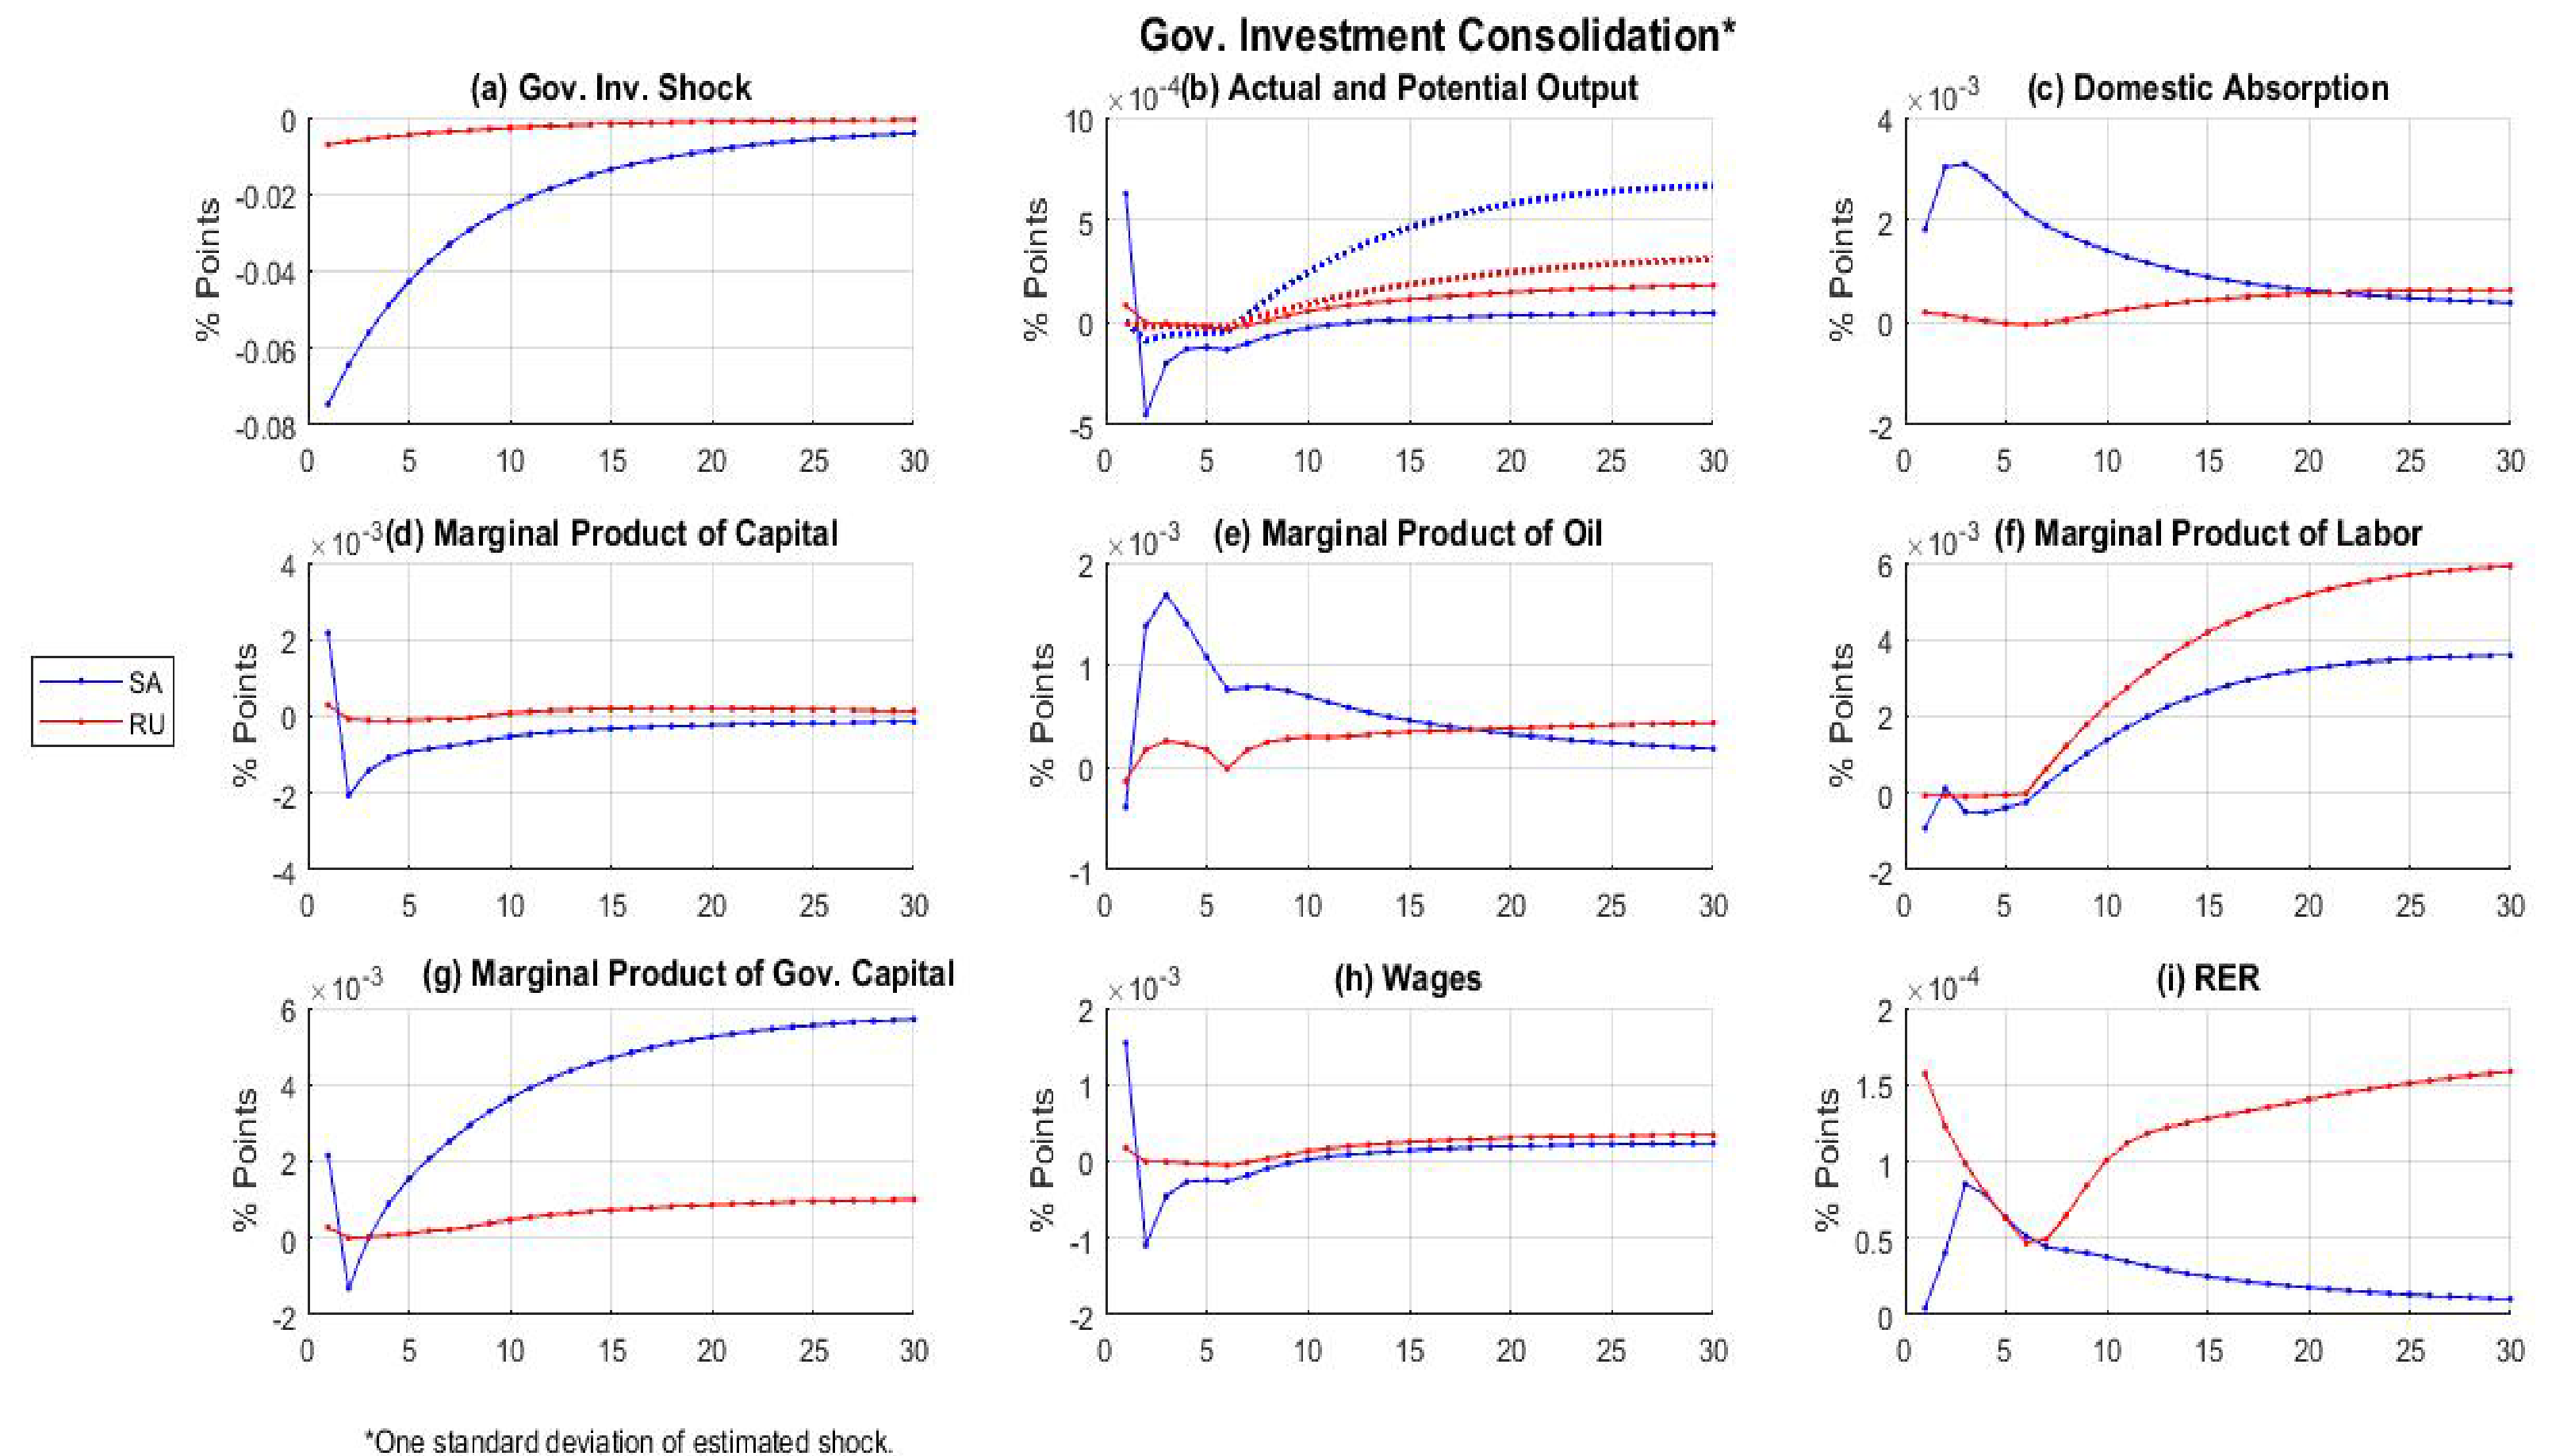 Gov. Investment Consolidation*
(a) Gov. Inv. Shock
% Points
0
-0.02
-0.04
-0.06
-0.08
0 5 10 15 20 25 30
×10-4 (b) Actual and Potential Output
% Points
10
5
0
-5
0 5 10 15 20 25 30
×10-3 (c) Domestic Absorption
% Points
4
2
0
-2
0 5 10 15 20 25 30
×10-3 (d) Marginal Product of Capital
% Points
4
2
0
-2
-4
0 5 10 15 20 25 30
×10-3 (e) Marginal Product of Oil
% Points
2
1
0
-1
0 5 10 15 20 25 30
×10-3 (f) Marginal Product of Labor
% Points
6
4
2
0
-2
0 5 10 15 20 25 30
SA
RU
×10-3 (g) Marginal Product of Gov. Capital
% Points
6
4
2
0
-2
0 5 10 15 20 25 30
×10-3 (h) Wages
% Points
2
1
0
-1
-2
0 5 10 15 20 25 30
×10-4 (i) RER
% Points
2
1.5
1
0.5
0
0 5 10 15 20 25 30
*One standard deviation of estimated shock.